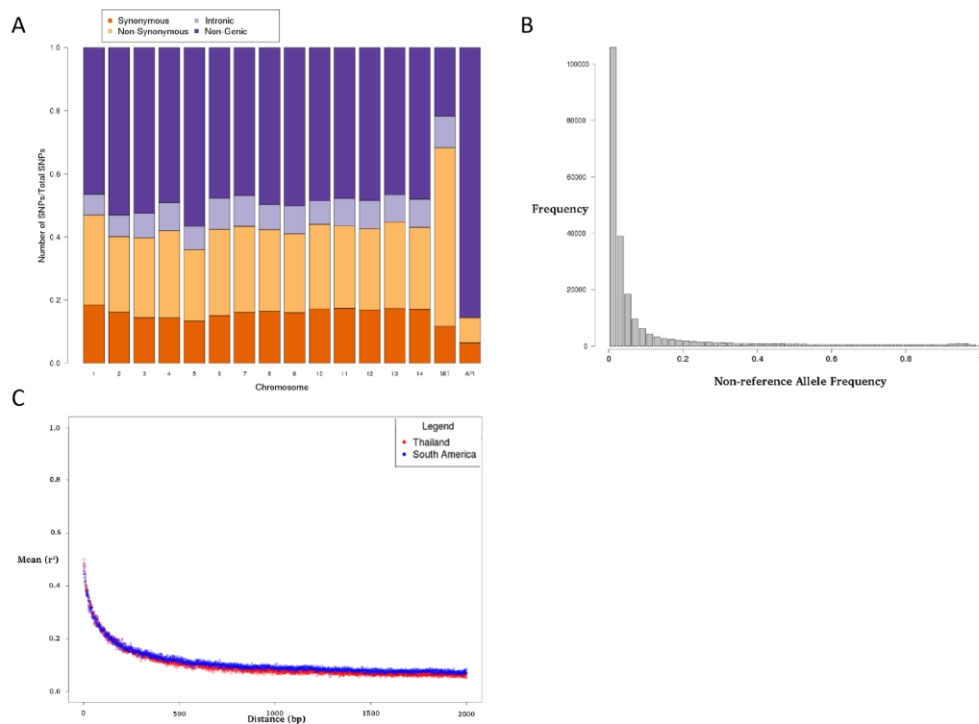 A
Synonymous
Non-Synonymous
Intronic
Non-Genic
Number of SNPs/Total SNPs
1.0
0.8
0.6
0.4
0.2
0.0
1 2 3 4 5 6 7 8 9 10 11 12 13 14 MIT API
Chromosome
B
Frequency
100000
80000
60000
40000
20000
0
0 0.2 0.4 0.6 0.8 1
Non-reference Allele Frequency
C
Legend
Thailand
South America
Mean (r²)
1.0
0.8
0.6
0.4
0.2
0.0
0 500 1000 1500 2000
Distance (bp)